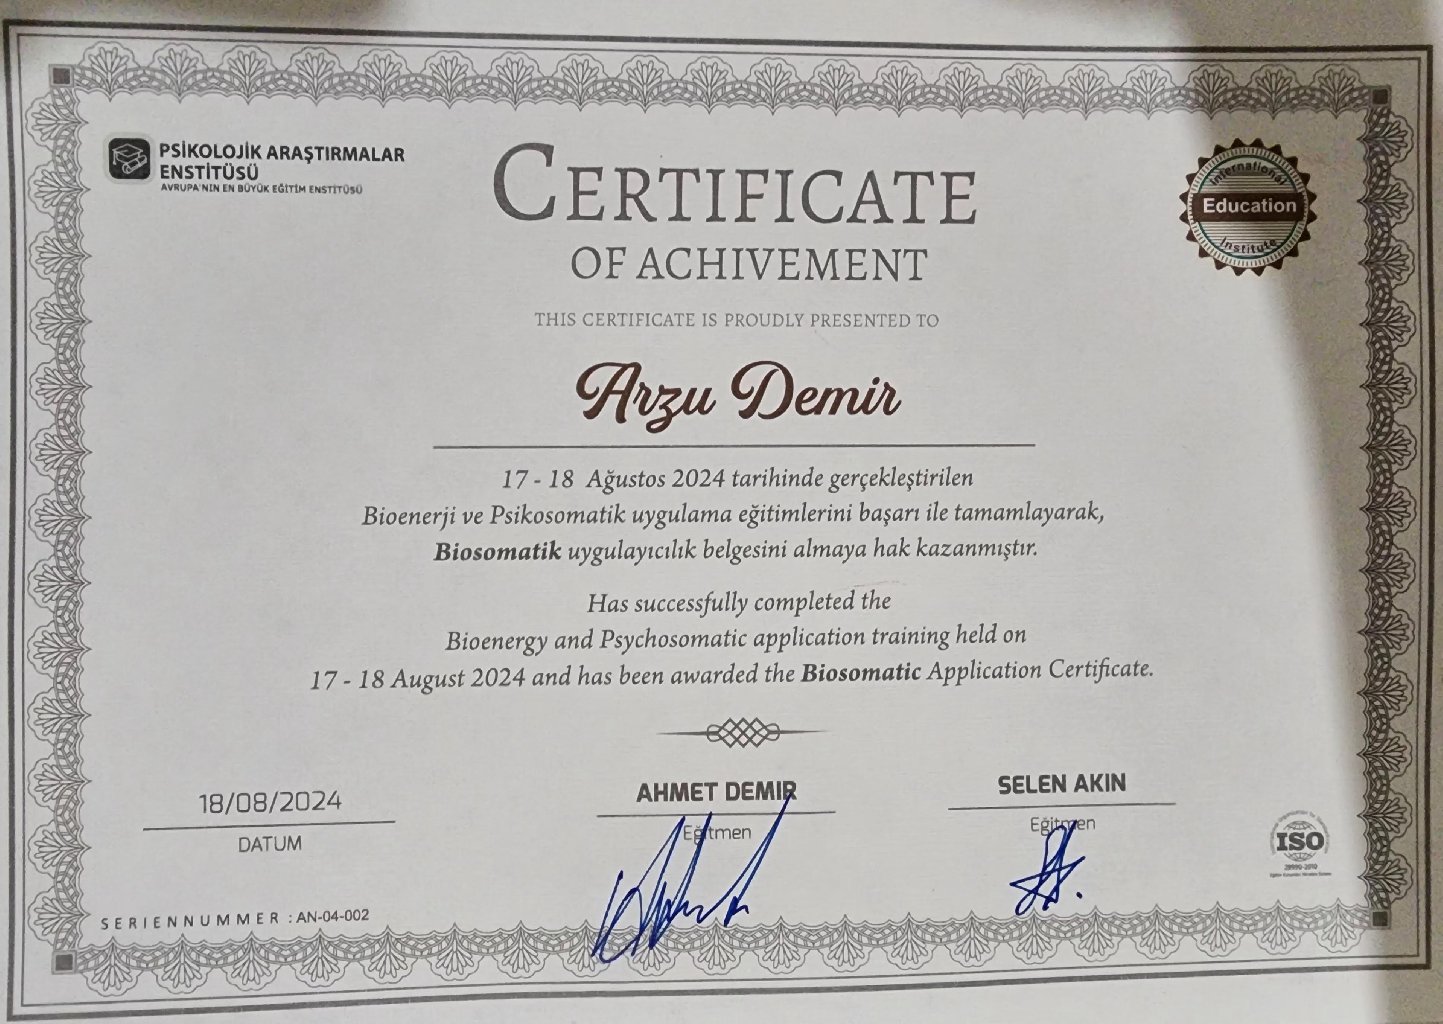 PSİKOLOJİK ARAŞTIRMALAR
ENSTİTÜSÜ
AVRUPA'NIN EN BÜYÜK EĞİTİM ENSTİTÜSÜ
CERTIFICATE
OF ACHIVEMENT
International
Education
Institute
THIS CERTIFICATE IS PROUDLY PRESENTED TO
Arzu Demir
17 - 18 Ağustos 2024 tarihinde gerçekleştirilen
Bioenerji ve Psikosomatik uygulama eğitimlerini başarı ile tamamlayarak,
Biosomatik uygulayıcılık belgesini almaya hak kazanmıştır.
Has successfully completed the
Bioenergy and Psychosomatic application training held on
17 - 18 August 2024 and has been awarded the Biosomatic Application Certificate.
18/08/2024
DATUM
AHMET DEMIR
Eğitmen
SELEN AKIN
Eğitmen
ISO
SERIENNUMMER : AN-04-002